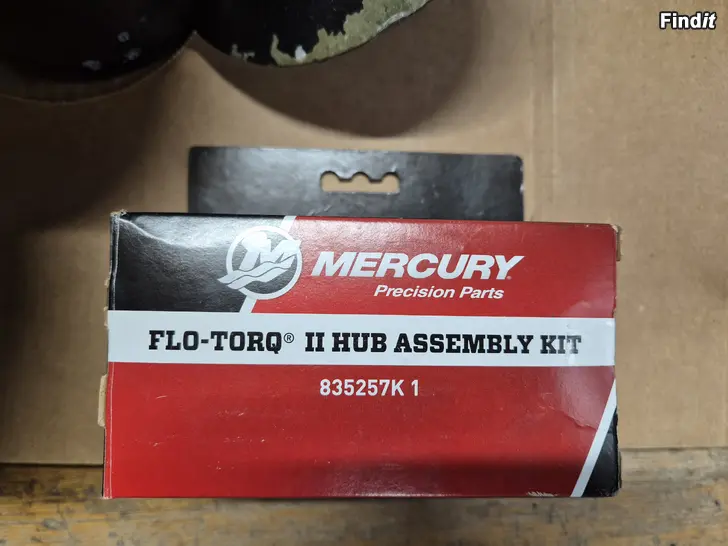 Findit
MERCURY
Precision Parts
FLO-TORQ® II HUB ASSEMBLY KIT
835257K 1